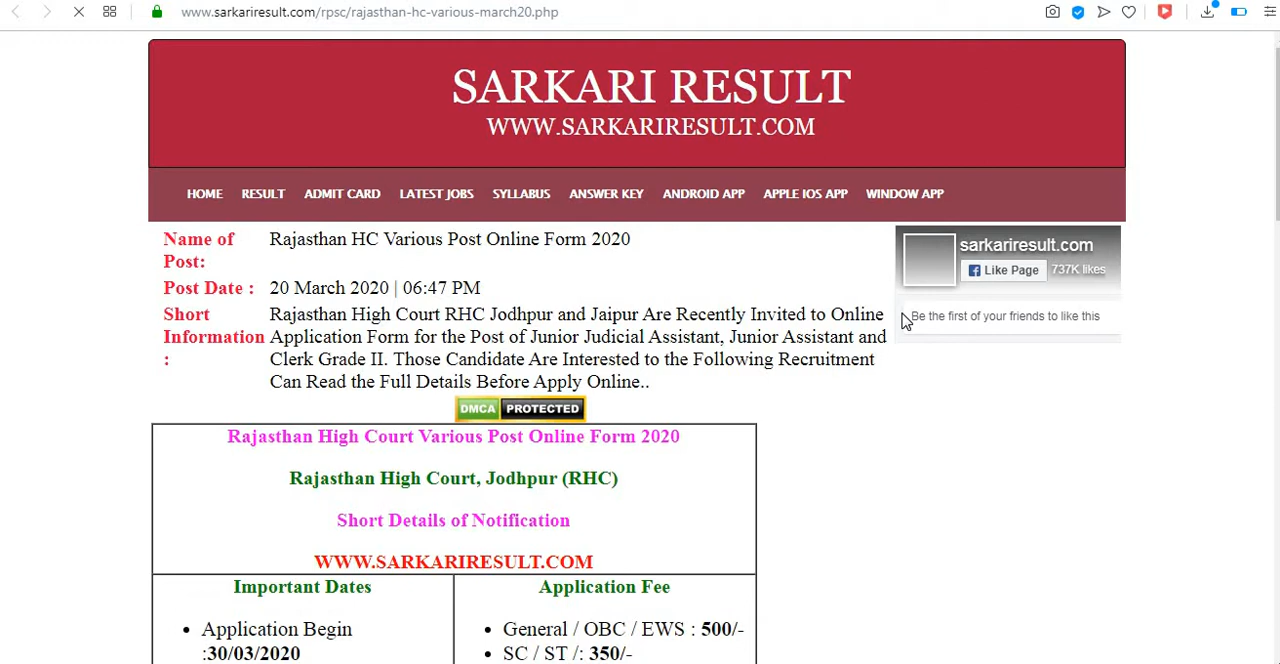 www.sarkariresult.com/rpsc/rajasthan-hc-various-march20.php
SARKARI RESULT
WWW.SARKARIRESULT.COM
HOME RESULT ADMIT CARD LATEST JOBS SYLLABUS ANSWER KEY ANDROID APP APPLE IOS APP WINDOW APP
Name of Post: Rajasthan HC Various Post Online Form 2020
Post Date : 20 March 2020 | 06:47 PM
Short Information : Rajasthan High Court RHC Jodhpur and Jaipur Are Recently Invited to Online
Application Form for the Post of Junior Judicial Assistant, Junior Assistant and
Clerk Grade II. Those Candidate Are Interested to the Following Recruitment
Can Read the Full Details Before Apply Online..
sarkariresult.com
Like Page 737K likes
Be the first of your friends to like this
DMCA PROTECTED
Rajasthan High Court Various Post Online Form 2020
Rajasthan High Court, Jodhpur (RHC)
Short Details of Notification
WWW.SARKARIRESULT.COM
Important Dates
• Application Begin
:30/03/2020
Application Fee
• General / OBC / EWS : 500/-
• SC / ST /: 350/-